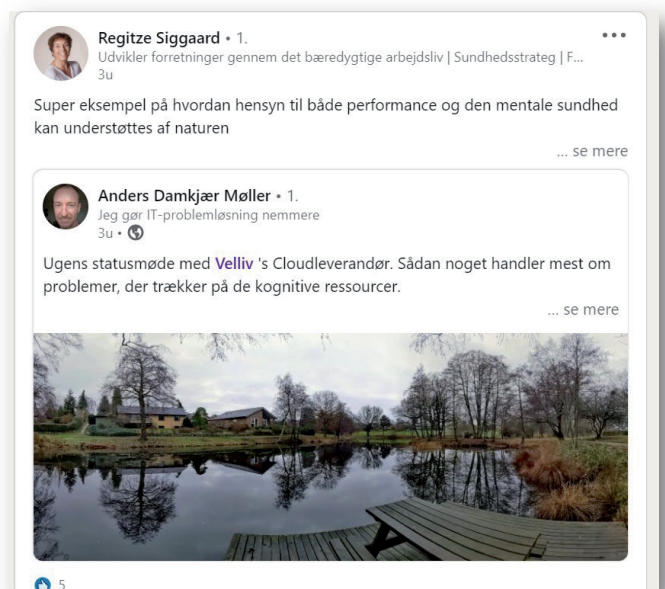 Regitze Siggaard • 1.
Udvikler forretninger gennem det bæredygtige arbejdsliv | Sundhedsstrateg | F...
3u
Super eksempel på hvordan hensyn til både performance og den mentale sundhed
kan understøttes af naturen
... se mere
Anders Damkjær Møller • 1.
Jeg gør IT-problemløsning nemmere
3u •
Ugens statusmøde med Velliv 's Cloudleverandør. Sådan noget handler mest om
problemer, der trækker på de kognitive ressourcer.
... se mere
5